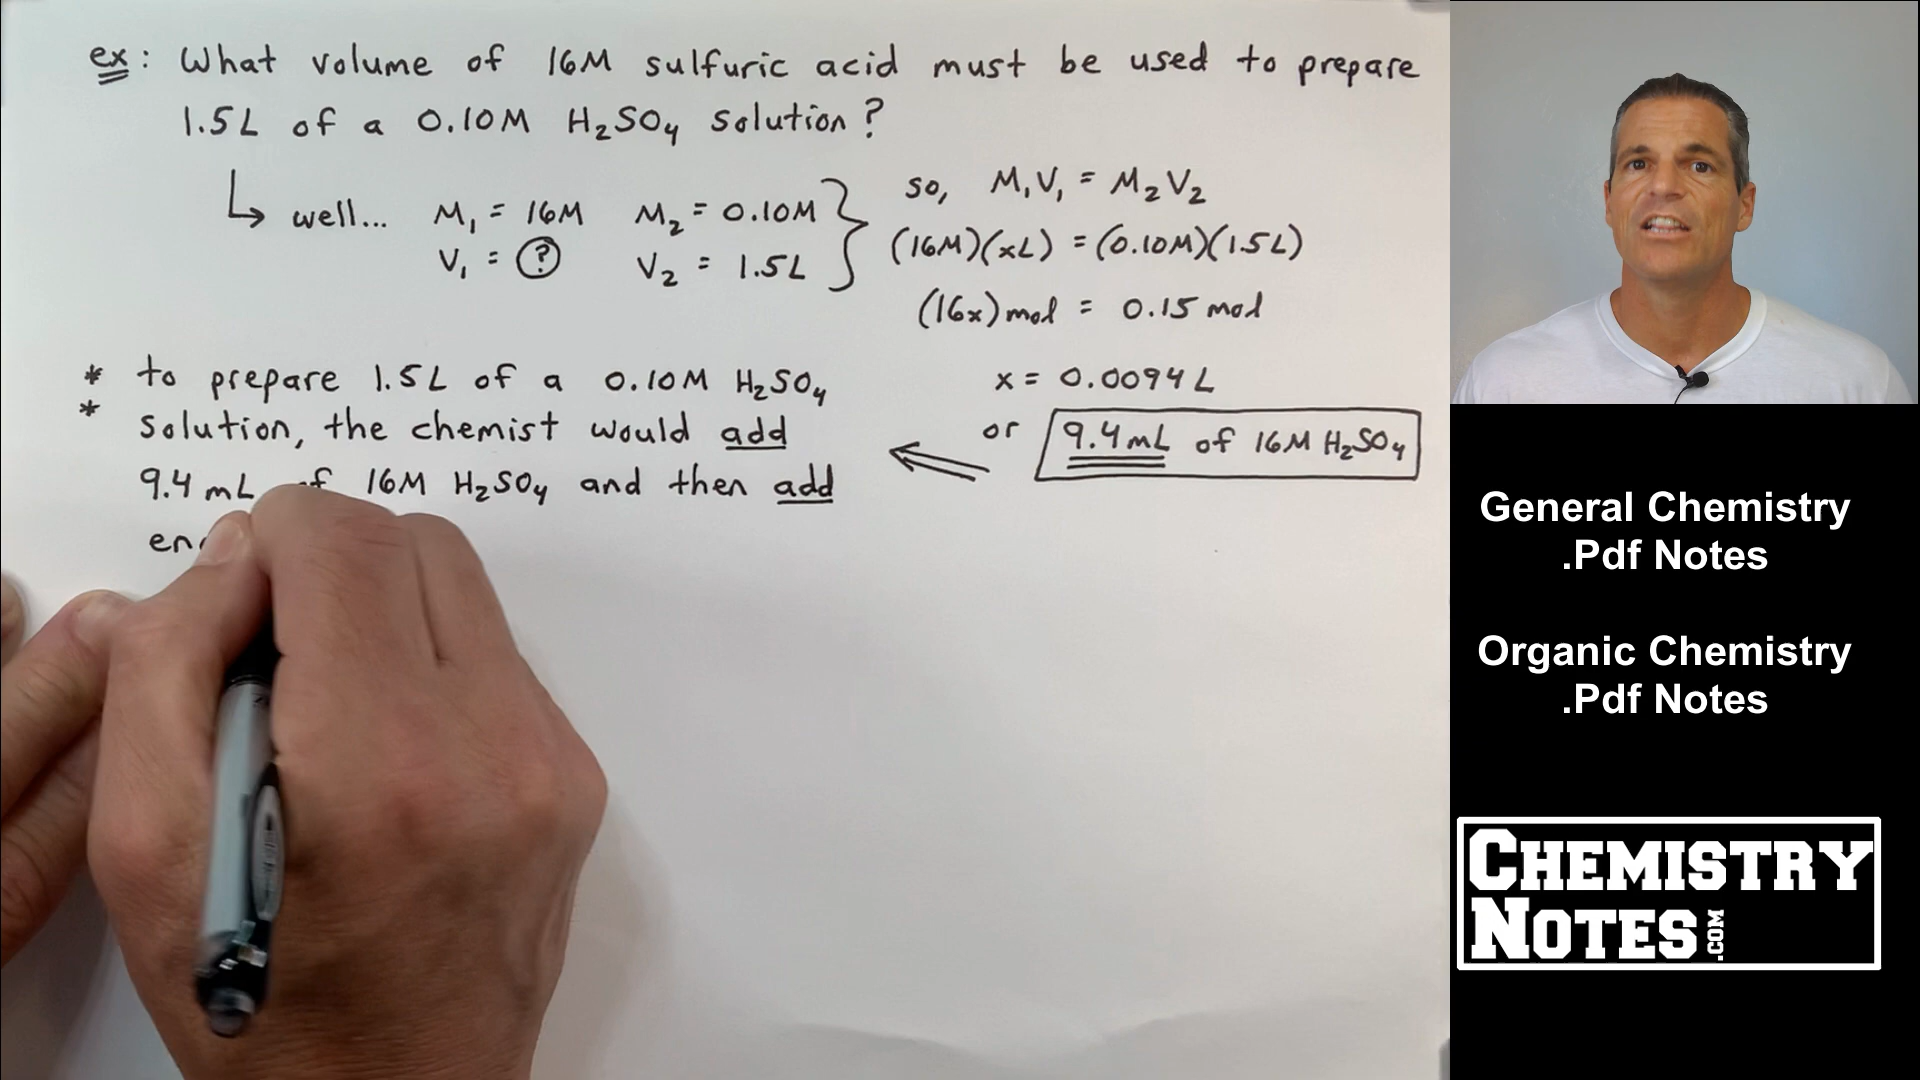 ex: What volume of 16M sulfuric acid must be used to prepare
1.5L of a 0.10M H₂SO₄ solution?
well... M₁ = 16M M₂ = 0.10M
V₁ = ? V₂ = 1.5L
so, M₁V₁ = M₂V₂
(16M)(xL) = (0.10M)(1.5L)
(16x)mol = 0.15 mol
x = 0.0094L
or 9.4mL of 16M H₂SO₄
* to prepare 1.5L of a 0.10M H₂SO₄
* solution, the chemist would add
9.4 mL of 16M H₂SO₄ and then add
General Chemistry
.Pdf Notes
Organic Chemistry
.Pdf Notes
CHEMISTRY
NOTES.COM